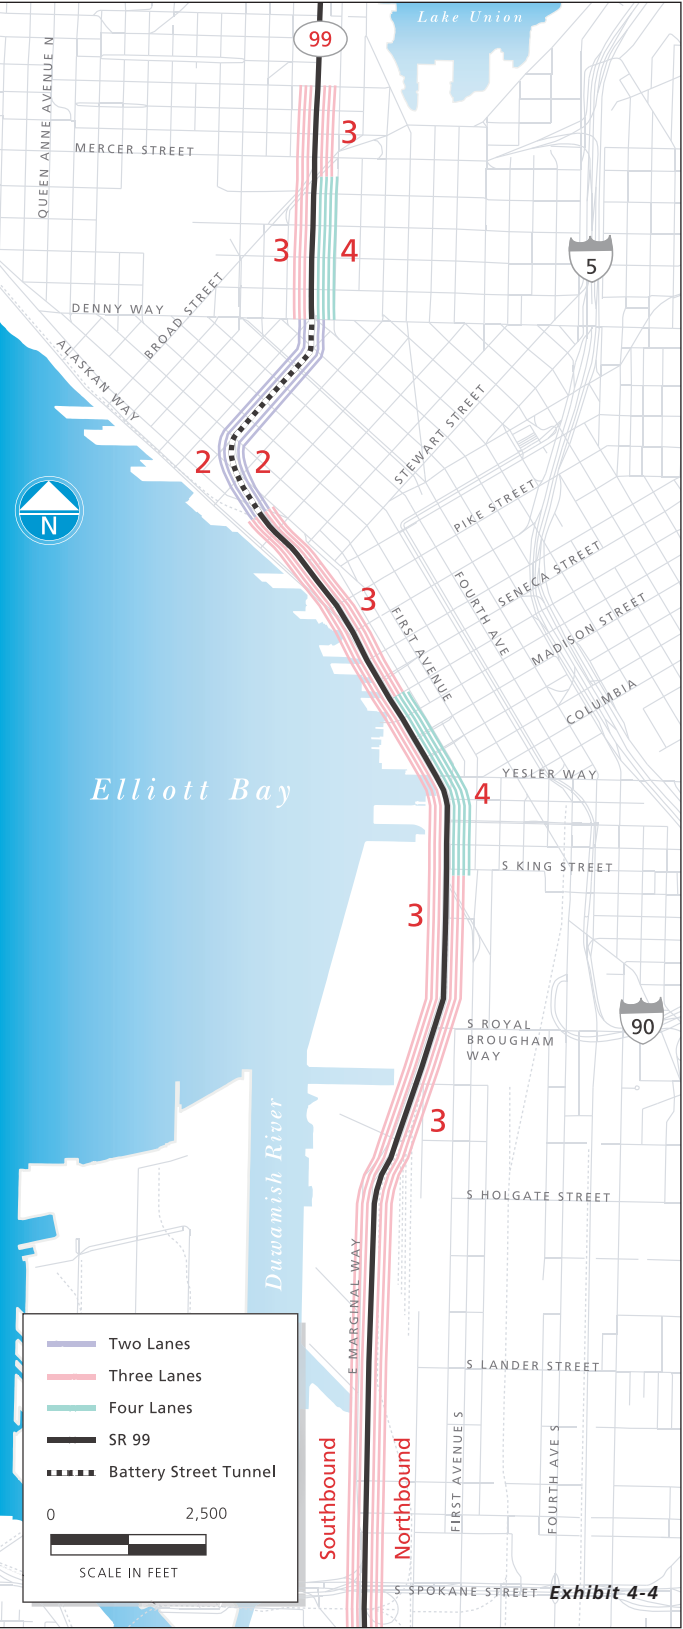 Lake Union
99
QUEEN ANNE AVENUE N
MERCER STREET
3
3
4
5
DENNY WAY
BROAD STREET
ALASKAN WAY
2
2
STEWART STREET
N
PIKE STREET
SENECA STREET
FOURTH AVE
MADISON STREET
3
FIRST AVENUE
COLUMBIA
Elliott Bay
YESLER WAY
4
S KING STREET
3
90
S ROYAL
BROUGHAM
WAY
3
Duwamish River
S HOLGATE STREET
E MARGINAL WAY
S LANDER STREET
Two Lanes
Three Lanes
Four Lanes
SR 99
Battery Street Tunnel
0 2,500
SCALE IN FEET
Southbound
Northbound
FIRST AVENUE S
FOURTH AVE S
S SPOKANE STREET
Exhibit 4-4